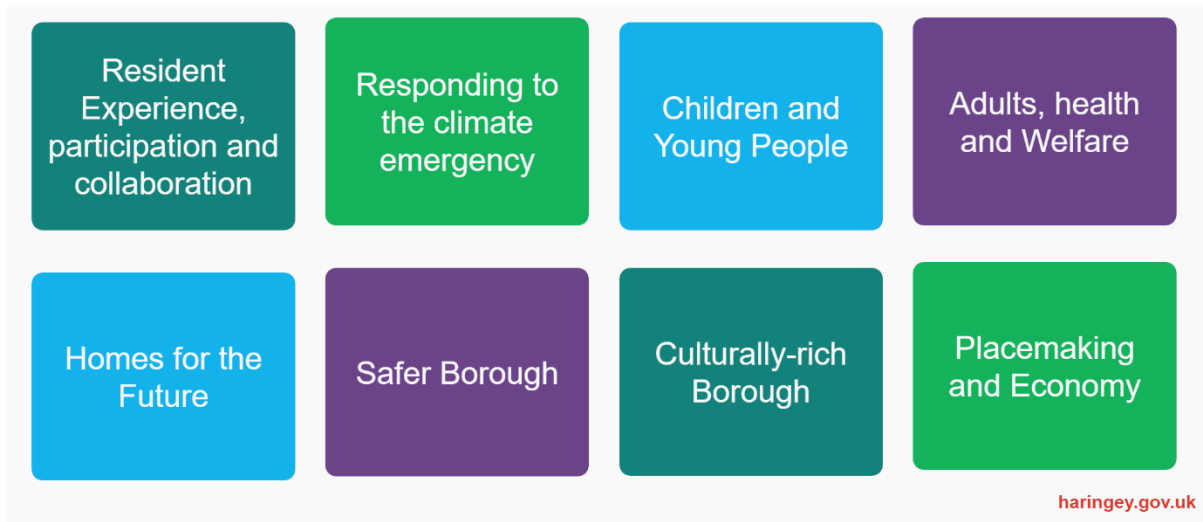 Resident
Experience,
participation and
collaboration
Responding to
the climate
emergency
Children and
Young People
Adults, health
and Welfare
Homes for the
Future
Safer Borough
Culturally-rich
Borough
Placemaking
and Economy
haringey.gov.uk